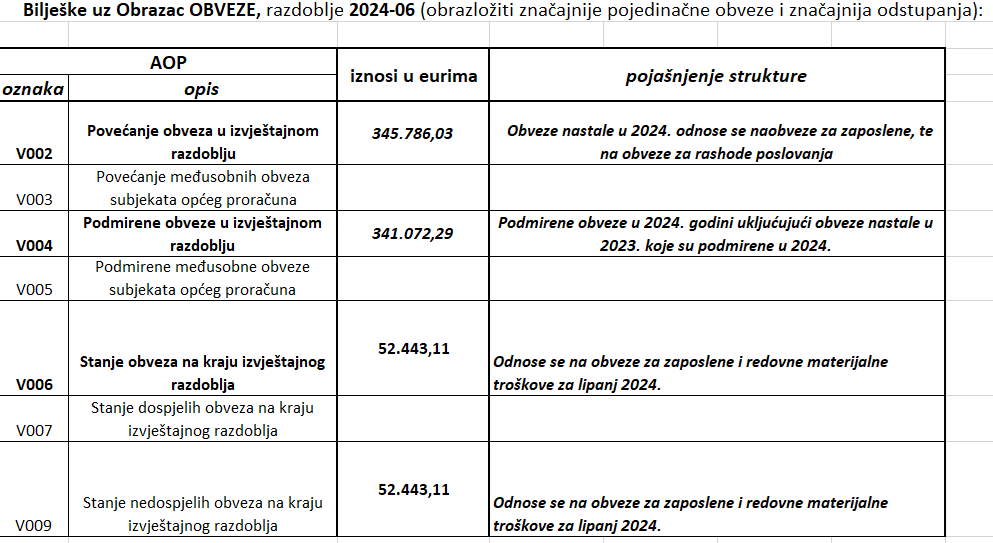 Bilješke uz Obrazac OBVEZE, razdoblje 2024-06 (obrazložiti značajnije pojedinačne obveze i značajnija odstupanja):
AOP
iznosi u eurima
pojašnjenje strukture
oznaka
opis
V002
Povećanje obveza u izvještajnom
razdoblju
345.786,03
Obveze nastale u 2024. odnose se naobveze za zaposlene, te
na obveze za rashode poslovanja
V003
Povećanje međusobnih obveza
subjekata općeg proračuna
V004
Podmirene obveze u izvještajnom
razdoblju
341.072,29
Podmirene obveze u 2024. godini ukljućujući obveze nastale u
2023. koje su podmirene u 2024.
V005
Podmirene međusobne obveze
subjekata općeg proračuna
V006
Stanje obveza na kraju izvještajnog
razdoblja
52.443,11
Odnose se na obveze za zaposlene i redovne materijalne
troškove za lipanj 2024.
V007
Stanje dospjelih obveza na kraju
izvještajnog razdoblja
V009
Stanje nedospjelih obveza na kraju
izvještajnog razdoblja
52.443,11
Odnose se na obveze za zaposlene i redovne materijalne
troškove za lipanj 2024.